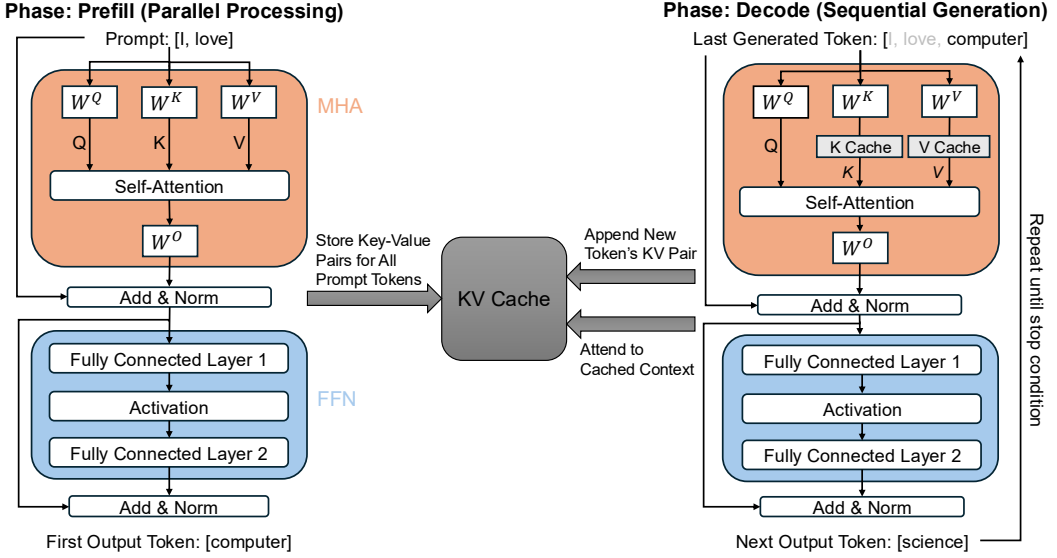 Phase: Prefill (Parallel Processing)
Prompt: [I, love]
MHA
W^Q
W^K
W^V
Q
K
V
Self-Attention
W^O
Add & Norm
FFN
Fully Connected Layer 1
Activation
Fully Connected Layer 2
Add & Norm
First Output Token: [computer]
Store Key-Value
Pairs for All
Prompt Tokens
KV Cache
Append New
Token's KV Pair
Attend to
Cached Context
Phase: Decode (Sequential Generation)
Last Generated Token: [I, love, computer]
W^Q
W^K
W^V
Q
K Cache
V Cache
K
V
Self-Attention
W^O
Add & Norm
Fully Connected Layer 1
Activation
Fully Connected Layer 2
Add & Norm
Next Output Token: [science]
Repeat until stop condition